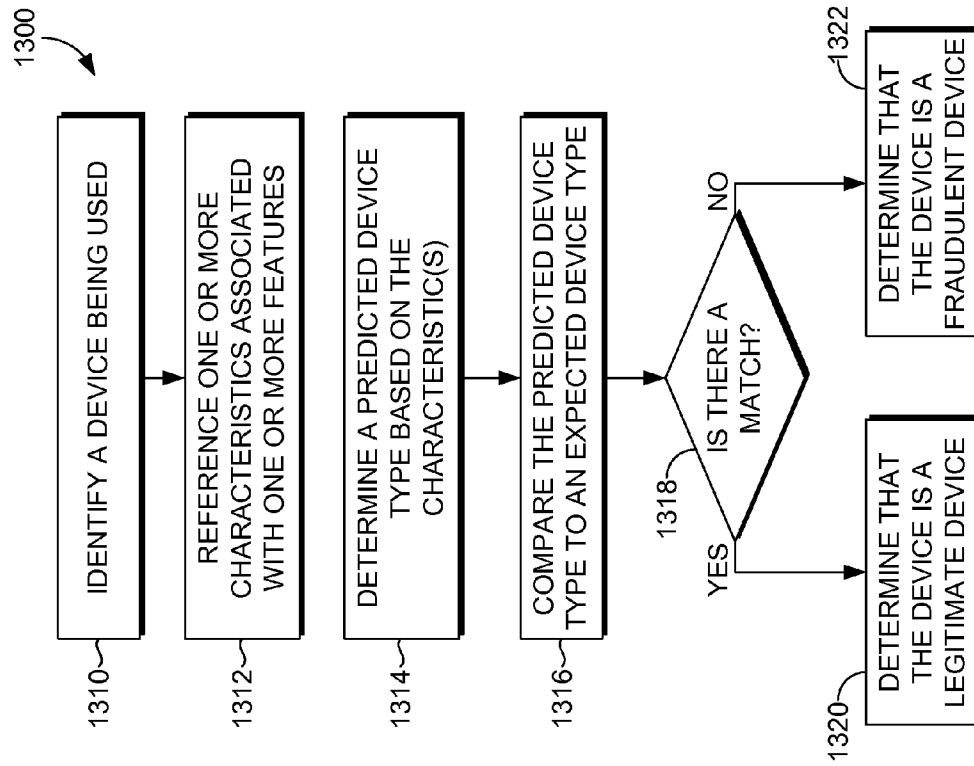 1300
1310
IDENTIFY A DEVICE BEING USED
1312
REFERENCE ONE OR MORE
CHARACTERISTICS ASSOCIATED
WITH ONE OR MORE FEATURES
1314
DETERMINE A PREDICTED DEVICE
TYPE BASED ON THE
CHARACTERISTIC(S)
1316
COMPARE THE PREDICTED DEVICE
TYPE TO AN EXPECTED DEVICE TYPE
1318
IS THERE A
MATCH?
YES
NO
1320
DETERMINE THAT
THE DEVICE IS A
LEGITIMATE DEVICE
1322
DETERMINE THAT
THE DEVICE IS A
FRAUDULENT DEVICE